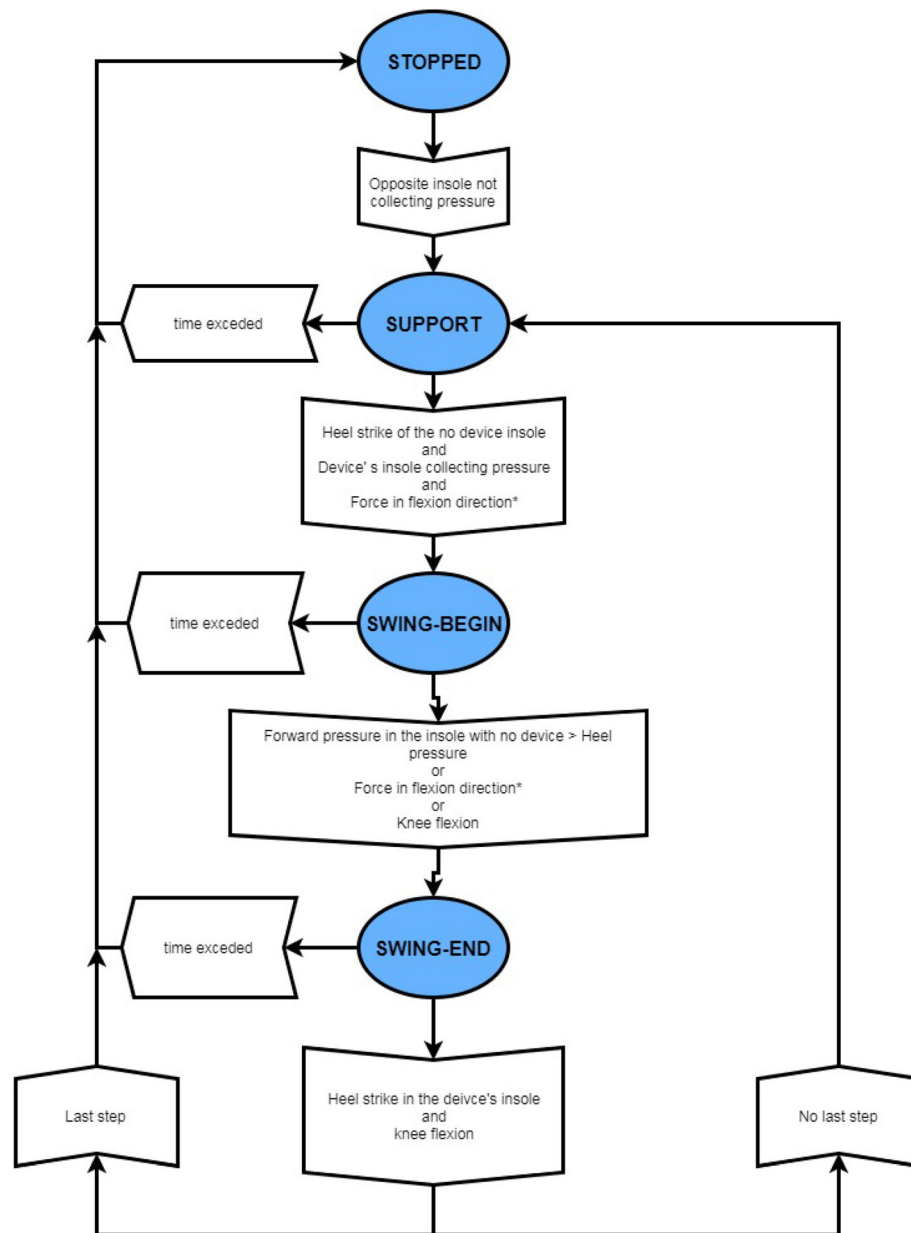 STOPPED
Opposite insole not
collecting pressure
time exceded
SUPPORT
Heel strike of the no device insole
and
Device' s insole collecting pressure
and
Force in flexion direction*
time exceded
SWING-BEGIN
Forward pressure in the insole with no device > Heel
pressure
or
Force in flexion direction*
or
Knee flexion
time exceded
SWING-END
Last step
Heel strike in the deivce's insole
and
knee flexion
No last step